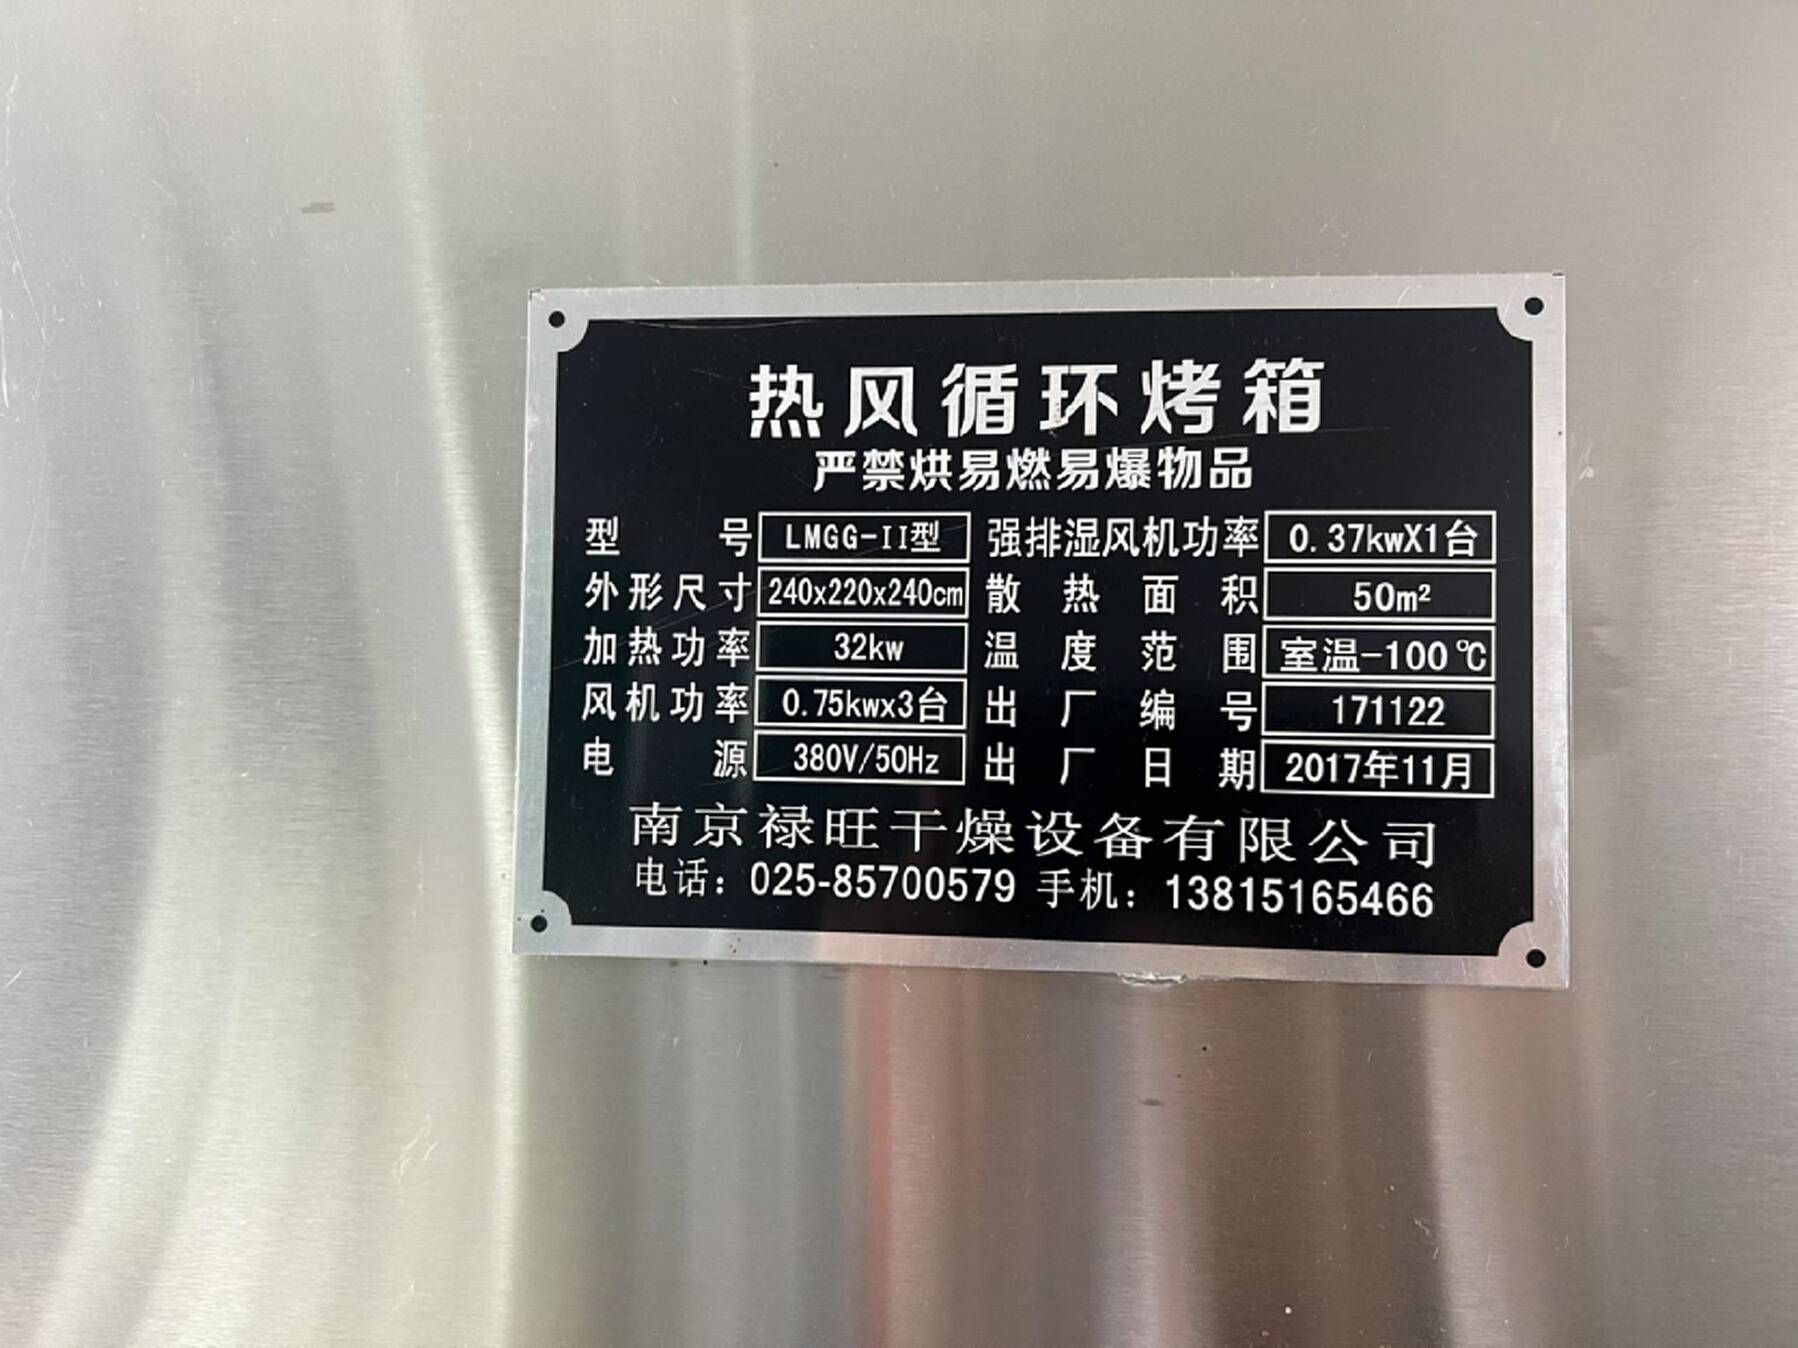 热风循环烤箱
严禁烘易燃易爆物品
型号 LMGG-II型 强排湿风机功率 0.37kwX1台
外形尺寸 240x220x240cm 散热面积 50m²
加热功率 32kw 温度范围 室温-100℃
风机功率 0.75kwx3台 出厂编号 171122
电源 380V/50Hz 出厂日期 2017年11月
南京禄旺干燥设备有限公司
电话：025-85700579 手机：13815165466